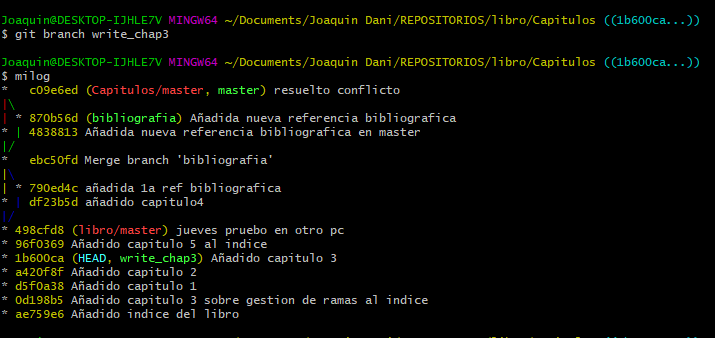 Joaquin@DESKTOP-IJHLE7V MINGW64 ~/Documents/Joaquin Dani/REPOSITORIOS/libro/Capitulos ((1b600ca...))
$ git branch write_chap3
Joaquin@DESKTOP-IJHLE7V MINGW64 ~/Documents/Joaquin Dani/REPOSITORIOS/libro/Capitulos ((1b600ca...))
$ milog
*   c09e6ed (Capitulos/master, master) resuelto conflicto
|\
| * 870b56d (bibliografia) Añadida nueva referencia bibliografica
* | 4838813 Añadida nueva referencia bibliografica en master
|/
*   ebc50fd Merge branch 'bibliografia'
|\
| * 790ed4c añadida 1a ref bibliografica
* | df23b5d añadido capitulo4
|/
* 498cfd8 (libro/master) jueves pruebo en otro pc
* 96f0369 Añadido capitulo 5 al indice
* 1b600ca (HEAD, write_chap3) Añadido capitulo 3
* a420f8f Añadido capitulo 2
* d5f0a38 Añadido capitulo 1
* 0d198b5 Añadido capitulo 3 sobre gestion de ramas al indice
* ae759e6 Añadido indice del libro